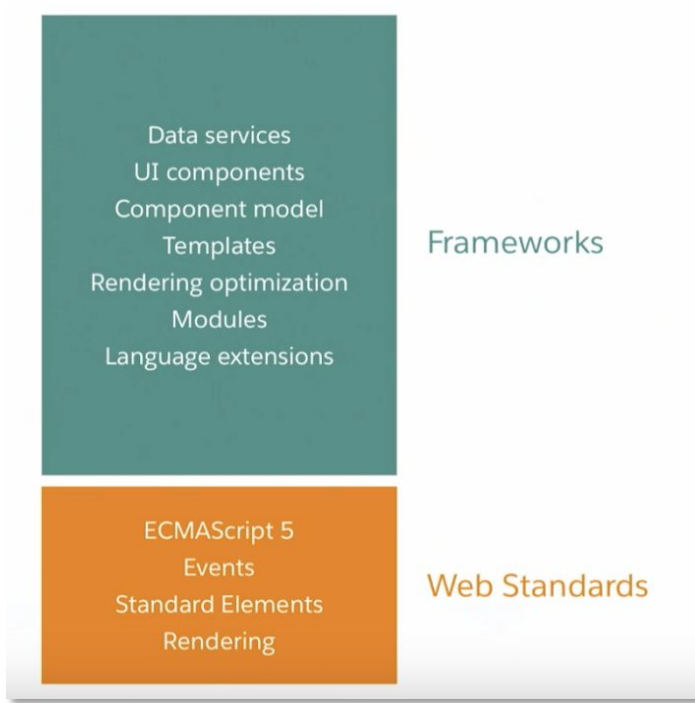 Data services
UI components
Component model
Templates
Rendering optimization
Modules
Language extensions
Frameworks
ECMAScript 5
Events
Standard Elements
Rendering
Web Standards